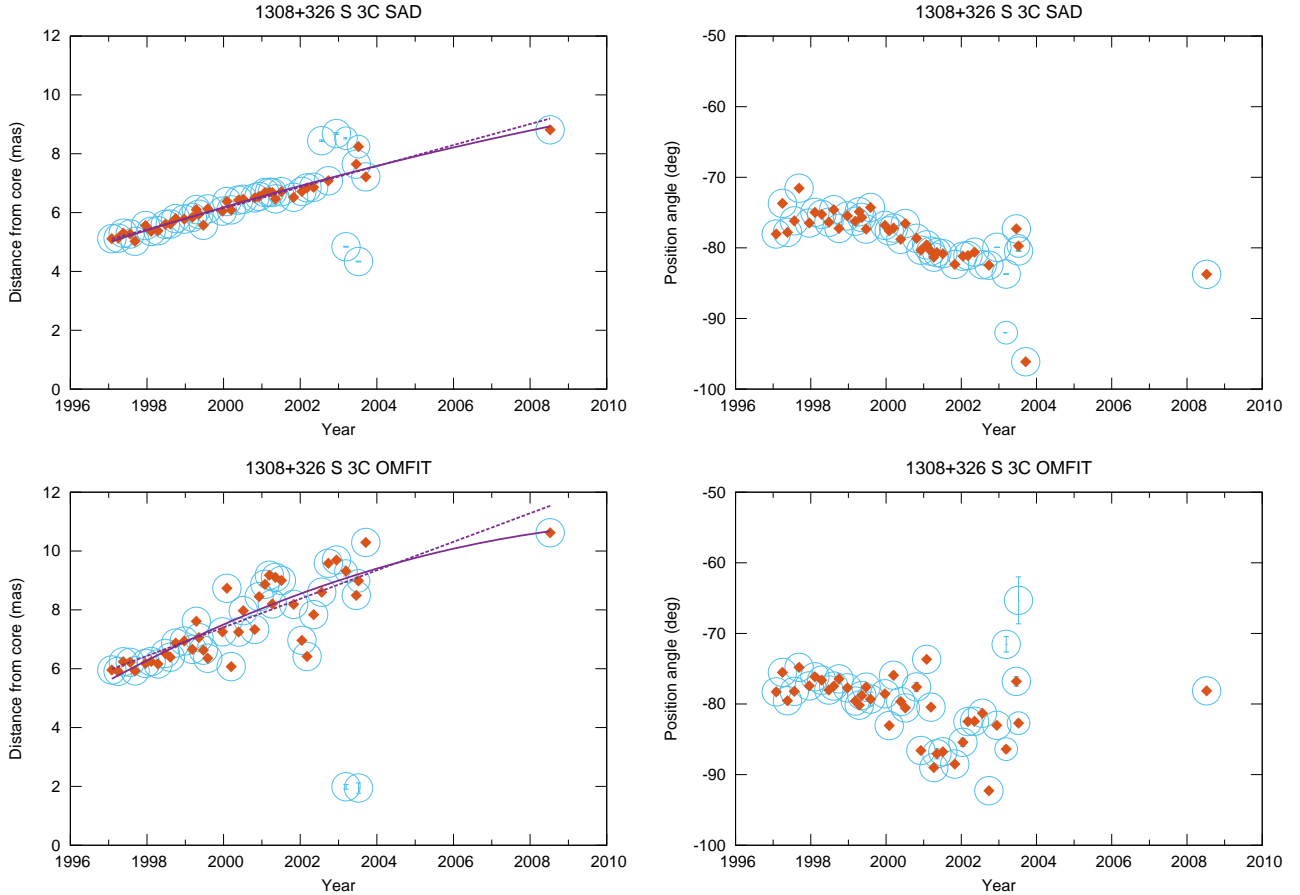 1308+326 S 3C SAD
12
10
8
6
4
2
0
Distance from core (mas)
1996 1998 2000 2002 2004 2006 2008 2010
Year
1308+326 S 3C SAD
-50
-60
-70
-80
-90
-100
Position angle (deg)
1996 1998 2000 2002 2004 2006 2008 2010
Year
1308+326 S 3C OMFIT
12
10
8
6
4
2
0
Distance from core (mas)
1996 1998 2000 2002 2004 2006 2008 2010
Year
1308+326 S 3C OMFIT
-50
-60
-70
-80
-90
-100
Position angle (deg)
1996 1998 2000 2002 2004 2006 2008 2010
Year